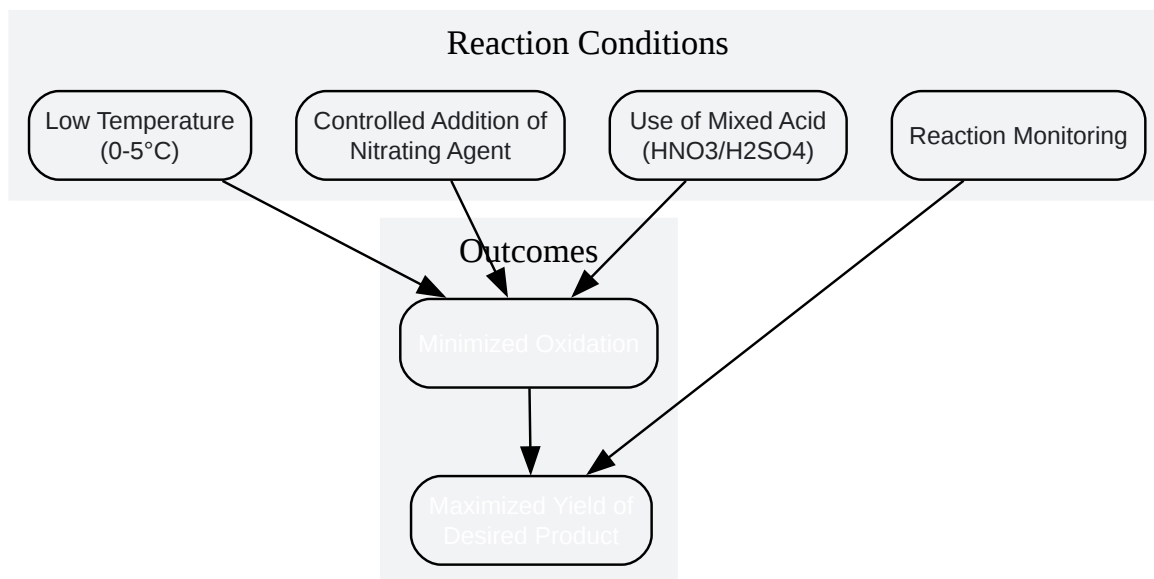 Reaction Conditions
Low Temperature
(0-5°C)
Controlled Addition of
Nitrating Agent
Use of Mixed Acid
(HNO3/H2SO4)
Reaction Monitoring
Outcomes
Minimized Oxidation
Maximized Yield of
Desired Product